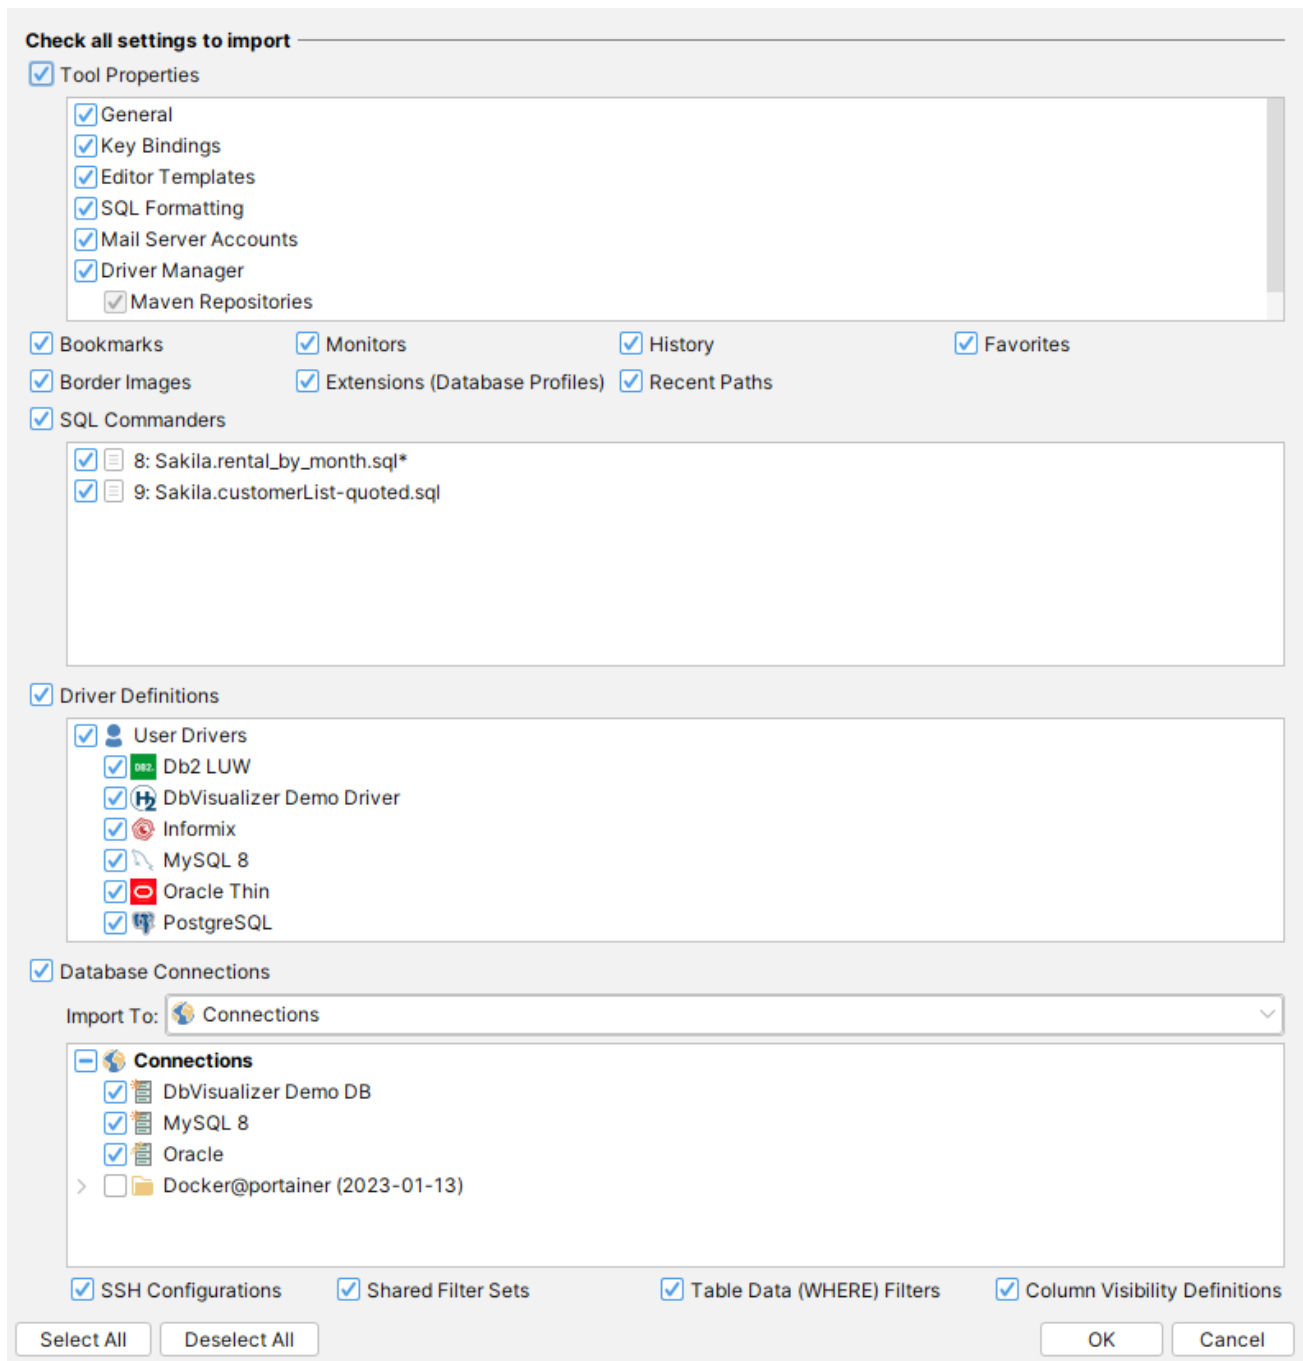 Check all settings to import
Tool Properties
General
Key Bindings
Editor Templates
SQL Formatting
Mail Server Accounts
Driver Manager
Maven Repositories
Bookmarks Monitors History Favorites
Border Images Extensions (Database Profiles) Recent Paths
SQL Commanders
8: Sakila.rental_by_month.sql*
9: Sakila.customerList-quoted.sql
Driver Definitions
User Drivers
DB2. Db2 LUW
H2 DbVisualizer Demo Driver
Informix
MySQL 8
Oracle Thin
PostgreSQL
Database Connections
Import To: Connections
Connections
DbVisualizer Demo DB
MySQL 8
Oracle
Docker@portainer (2023-01-13)
SSH Configurations Shared Filter Sets Table Data (WHERE) Filters Column Visibility Definitions
Select All Deselect All OK Cancel